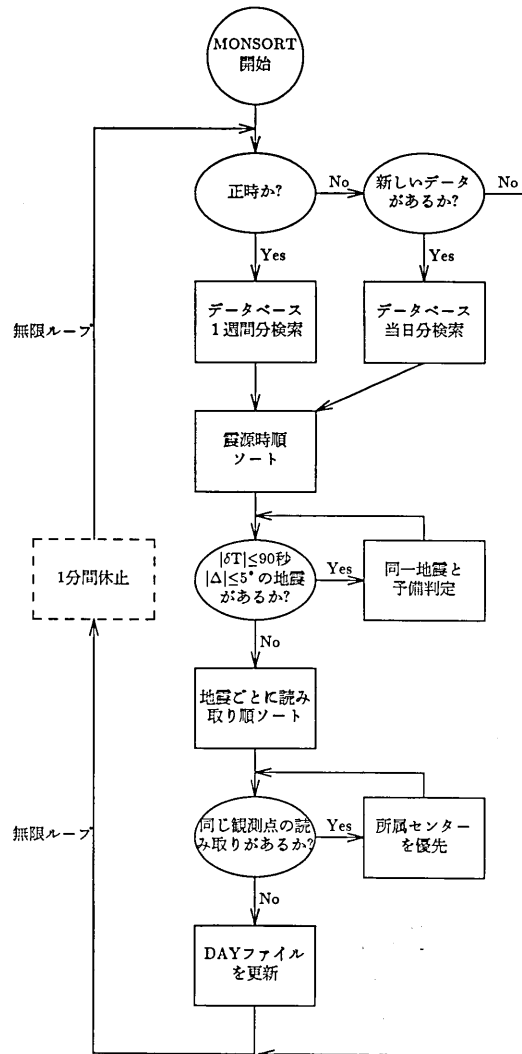 MONSORT
開始
正時か?
No
新しいデータ
があるか?
No
Yes
Yes
データベース
1週間分検索
データベース
当日分検索
無限ループ
震源時順
ソート
1分間休止
|δT|≤90秒
|Δ|≤5°の地震
があるか?
Yes
同一地震と
予備判定
No
地震ごとに読み
取り順ソート
無限ループ
同じ観測点の読
み取りがあるか?
Yes
所属センター
を優先
No
DAYファイル
を更新